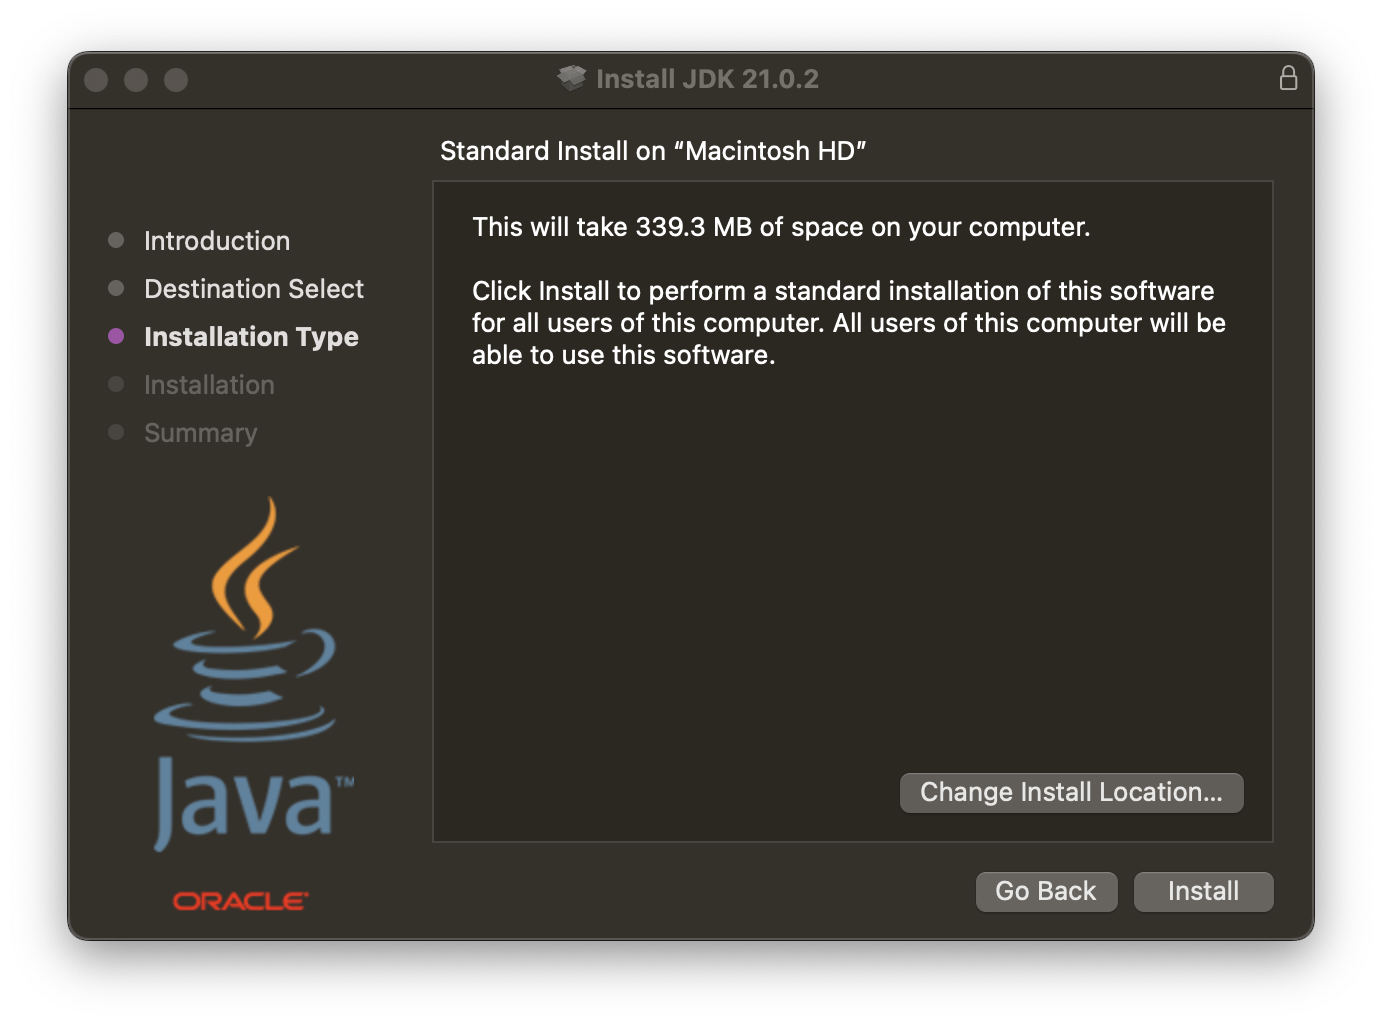 Install JDK 21.0.2
Standard Install on “Macintosh HD”
Introduction
Destination Select
Installation Type
Installation
Summary
This will take 339.3 MB of space on your computer.
Click Install to perform a standard installation of this software
for all users of this computer. All users of this computer will be
able to use this software.
Java™
ORACLE
Change Install Location...
Go Back
Install